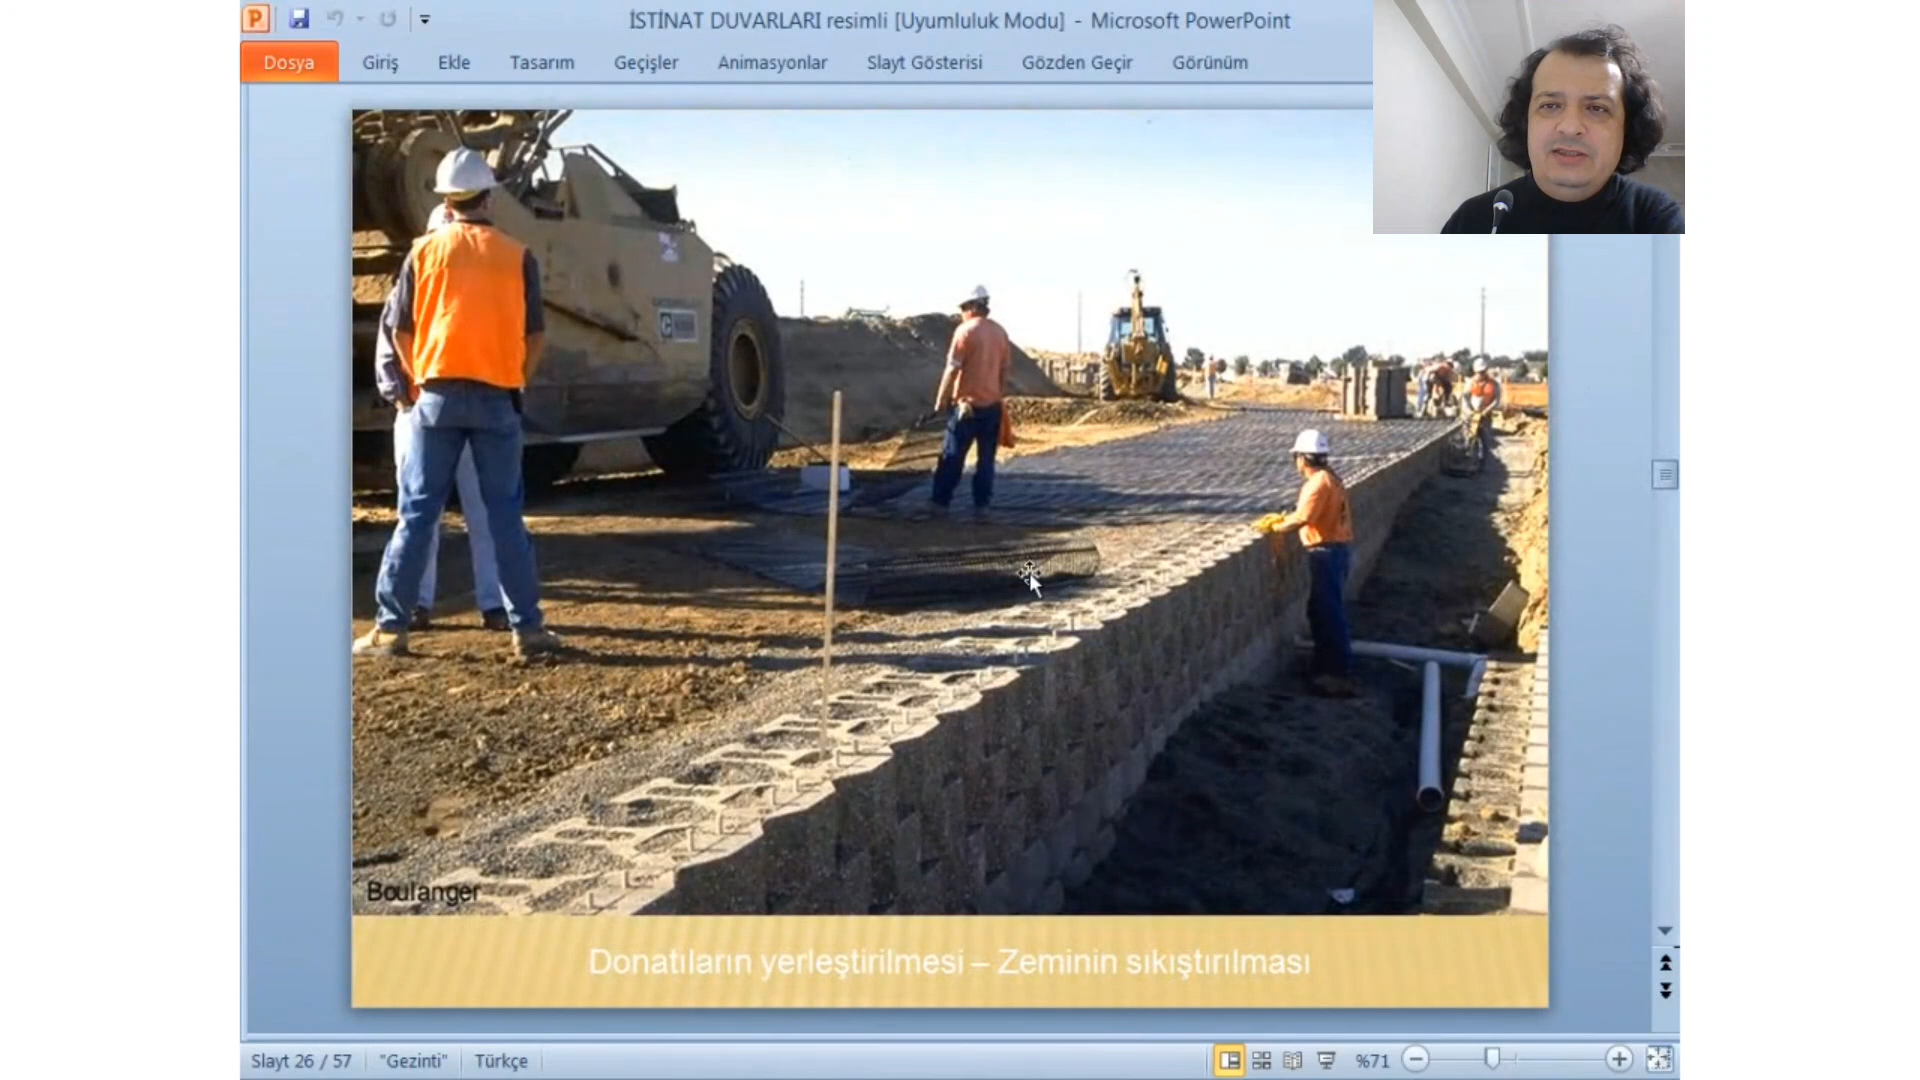 İSTİNAT DUVARLARI resimli [Uyumluluk Modu] - Microsoft PowerPoint
Dosya Giriş Ekle Tasarım Geçişler Animasyonlar Slayt Gösterisi Gözden Geçir Görünüm
Boulanger
Donatıların yerleştirilmesi – Zeminin sıkıştırılması
Slayt 26 / 57 "Gezinti" Türkçe %71